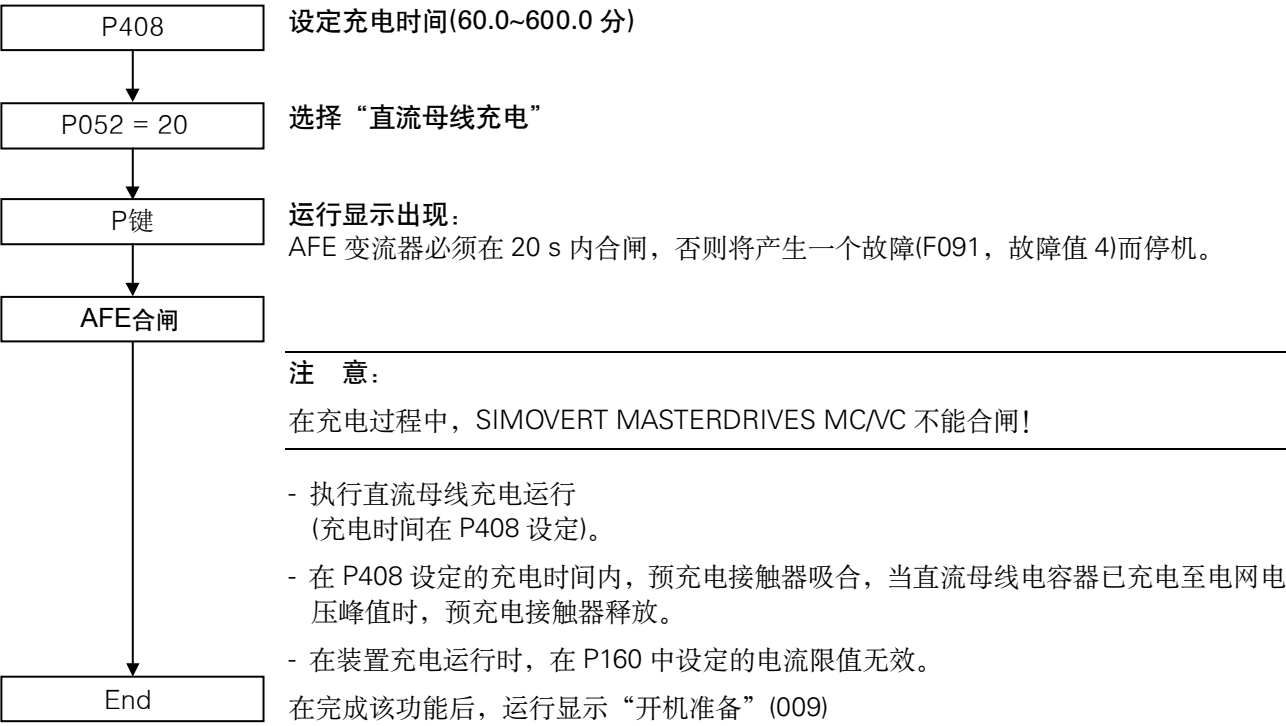 P408
设定充电时间(60.0~600.0 分)
P052 = 20
选择“直流母线充电”
P键
运行显示出现：
AFE 变流器必须在 20 s 内合闸，否则将产生一个故障(F091，故障值 4)而停机。
AFE合闸
注 意：
在充电过程中，SIMOVERT MASTERDRIVES MC/VC 不能合闸！
- 执行直流母线充电运行
(充电时间在 P408 设定)。
- 在 P408 设定的充电时间内，预充电接触器吸合，当直流母线电容器已充电至电网电
压峰值时，预充电接触器释放。
- 在装置充电运行时，在 P160 中设定的电流限值无效。
End
在完成该功能后，运行显示“开机准备”(009)